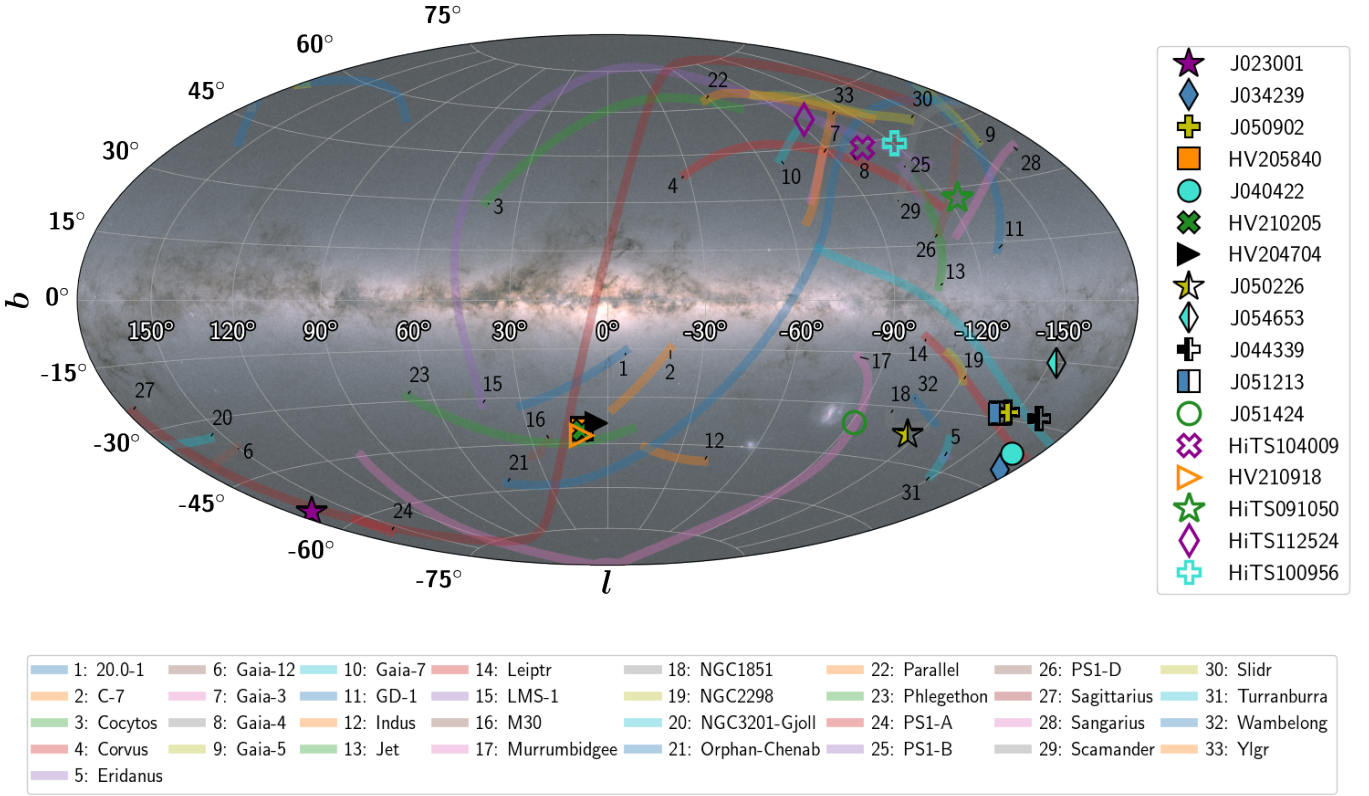 75°
60°
45°
30°
15°
0°
-15°
-30°
-45°
-60°
-75°
b
l
150° 120° 90° 60° 30° 0° -30° -60° -90° -120° -150°
22
33
30
7
9
28
10
8
25
4
3
29
11
26
13
1
2
17
14
19
23
15
18
32
27
20
16
6
12
5
21
31
24
J023001
J034239
J050902
HV205840
J040422
HV210205
HV204704
J050226
J054653
J044339
J051213
J051424
HiTS104009
HV210918
HiTS091050
HiTS112524
HiTS100956
1: 20.0-1
2: C-7
3: Cocytos
4: Corvus
5: Eridanus
6: Gaia-12
7: Gaia-3
8: Gaia-4
9: Gaia-5
10: Gaia-7
11: GD-1
12: Indus
13: Jet
14: Leiptr
15: LMS-1
16: M30
17: Murrumbidgee
18: NGC1851
19: NGC2298
20: NGC3201-Gjoll
21: Orphan-Chenab
22: Parallel
23: Phlegethon
24: PS1-A
25: PS1-B
26: PS1-D
27: Sagittarius
28: Sangarius
29: Scamander
30: Slidr
31: Turranburra
32: Wambelong
33: Ylgr